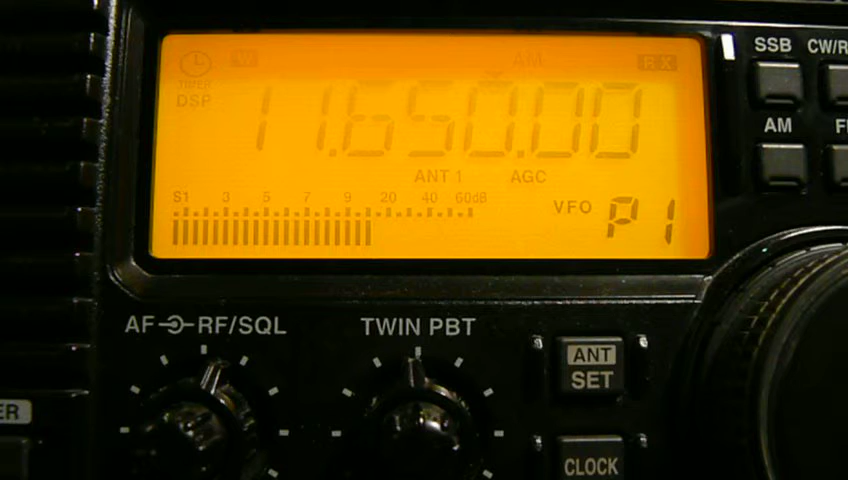 W AM RX
TIMER
DSP
11.650.00
ANT 1 AGC
S1 3 5 7 9 20 40 60dB
VFO P1
SSB
AM
AF RF/SQL
TWIN PBT
ANT
SET
CLOCK